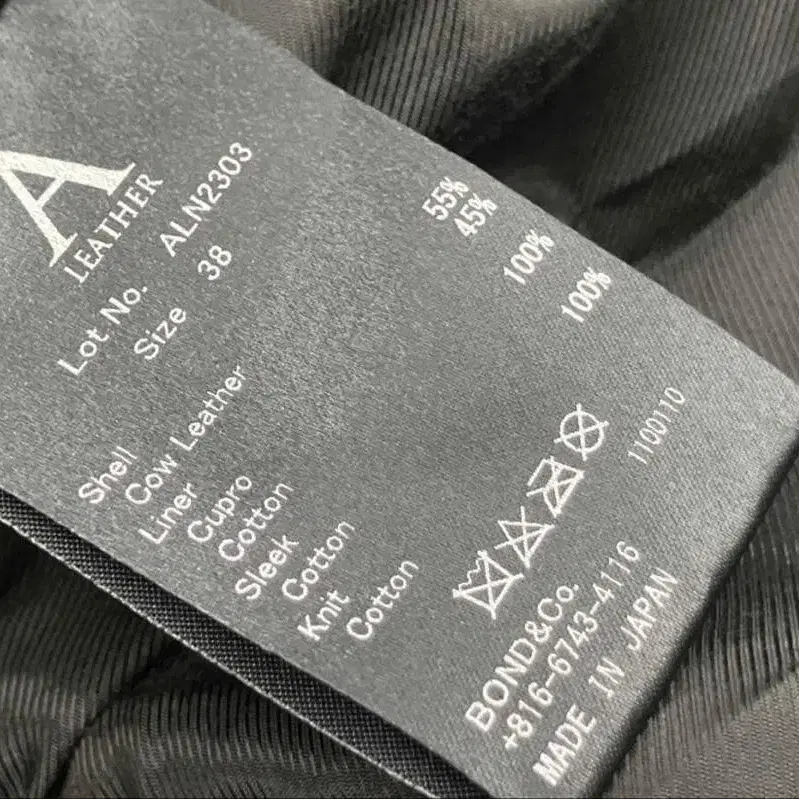 A
LEATHER
Lot No. ALN2303
Size 38
Shell
Cow Leather
Liner
Cupro 55%
Cotton 45%
Sleek
Cotton 100%
Knit
Cotton 100%
1100110
BOND&Co.
+816-6743-4116
MADE IN JAPAN